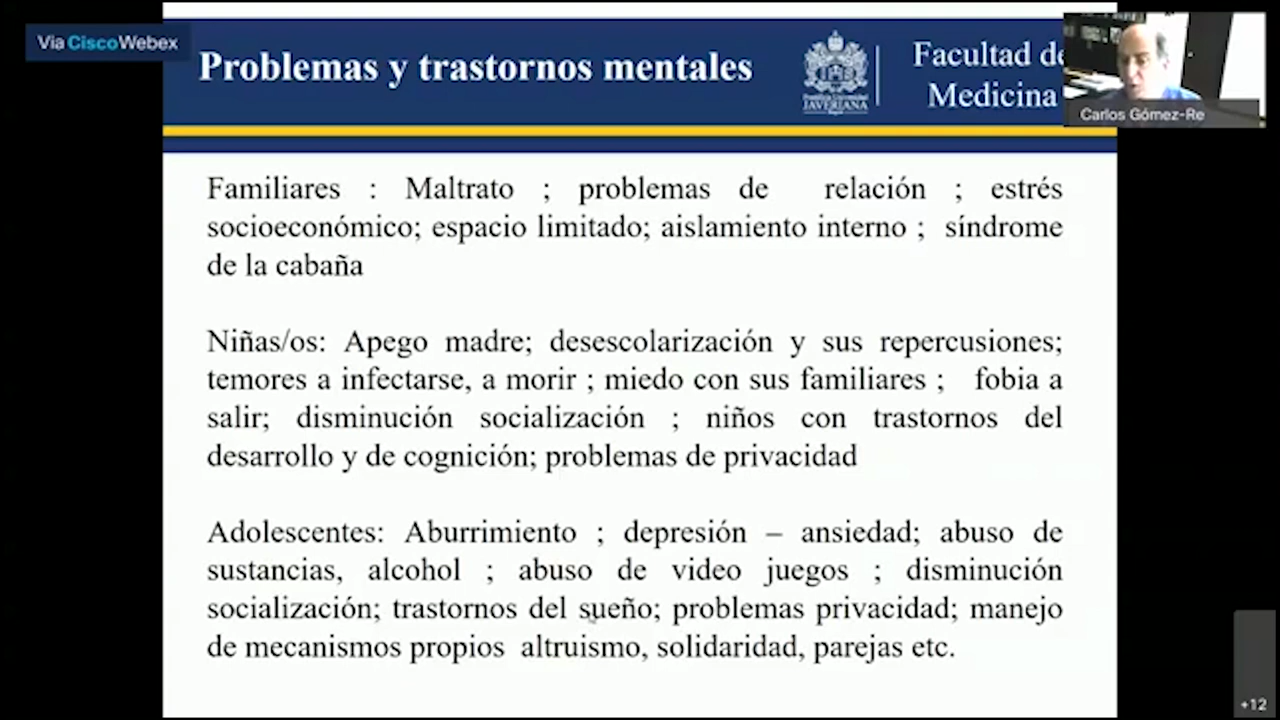 Via CiscoWebex
Problemas y trastornos mentales
JAVERIANA
Facultad de
Medicina
Carlos Gómez-Re
Familiares : Maltrato ; problemas de relación ; estrés
socioeconómico; espacio limitado; aislamiento interno ; síndrome
de la cabaña
Niñas/os: Apego madre; desescolarización y sus repercusiones;
temores a infectarse, a morir ; miedo con sus familiares ; fobia a
salir; disminución socialización ; niños con trastornos del
desarrollo y de cognición; problemas de privacidad
Adolescentes: Aburrimiento ; depresión – ansiedad; abuso de
sustancias, alcohol ; abuso de video juegos ; disminución
socialización; trastornos del sueño; problemas privacidad; manejo
de mecanismos propios altruismo, solidaridad, parejas etc.
+12